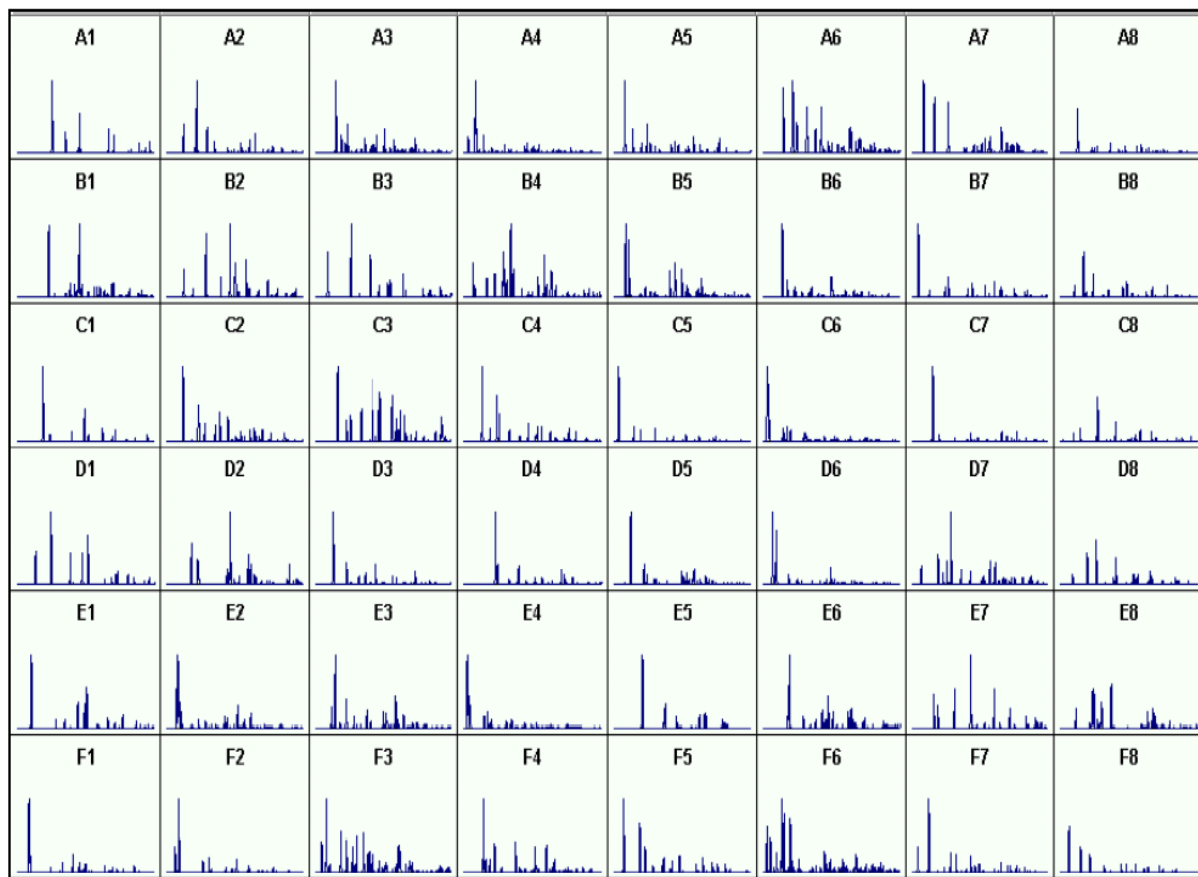 A1 A2 A3 A4 A5 A6 A7 A8
B1 B2 B3 B4 B5 B6 B7 B8
C1 C2 C3 C4 C5 C6 C7 C8
D1 D2 D3 D4 D5 D6 D7 D8
E1 E2 E3 E4 E5 E6 E7 E8
F1 F2 F3 F4 F5 F6 F7 F8